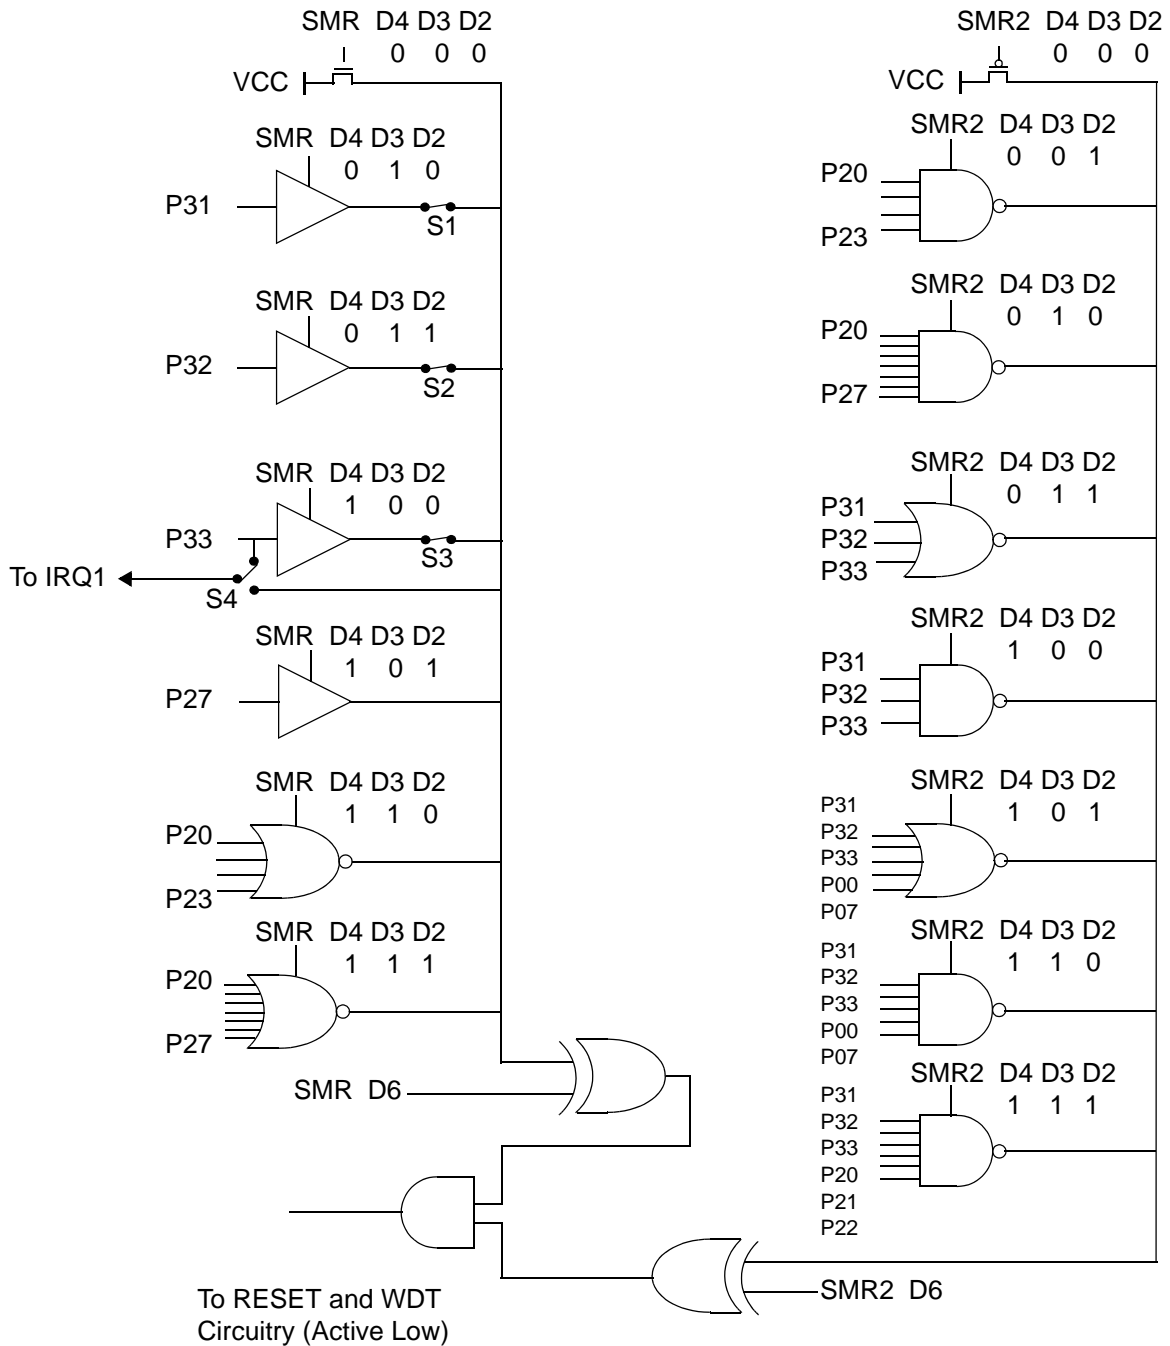 SMR D4 D3 D2
0 0 0
VCC
SMR D4 D3 D2
0 1 0
P31
S1
SMR D4 D3 D2
0 1 1
P32
S2
SMR D4 D3 D2
1 0 0
P33
S3
To IRQ1
S4
SMR D4 D3 D2
1 0 1
P27
SMR D4 D3 D2
1 1 0
P20
P23
SMR D4 D3 D2
1 1 1
P20
P27
SMR D6
To RESET and WDT
Circuitry (Active Low)
SMR2 D4 D3 D2
0 0 0
VCC
SMR2 D4 D3 D2
0 0 1
P20
P23
SMR2 D4 D3 D2
0 1 0
P20
P27
SMR2 D4 D3 D2
0 1 1
P31
P32
P33
SMR2 D4 D3 D2
1 0 0
P31
P32
P33
SMR2 D4 D3 D2
1 0 1
P31
P32
P33
P00
P07
SMR2 D4 D3 D2
1 1 0
P31
P32
P33
P00
P07
SMR2 D4 D3 D2
1 1 1
P31
P32
P33
P20
P21
P22
SMR2 D6